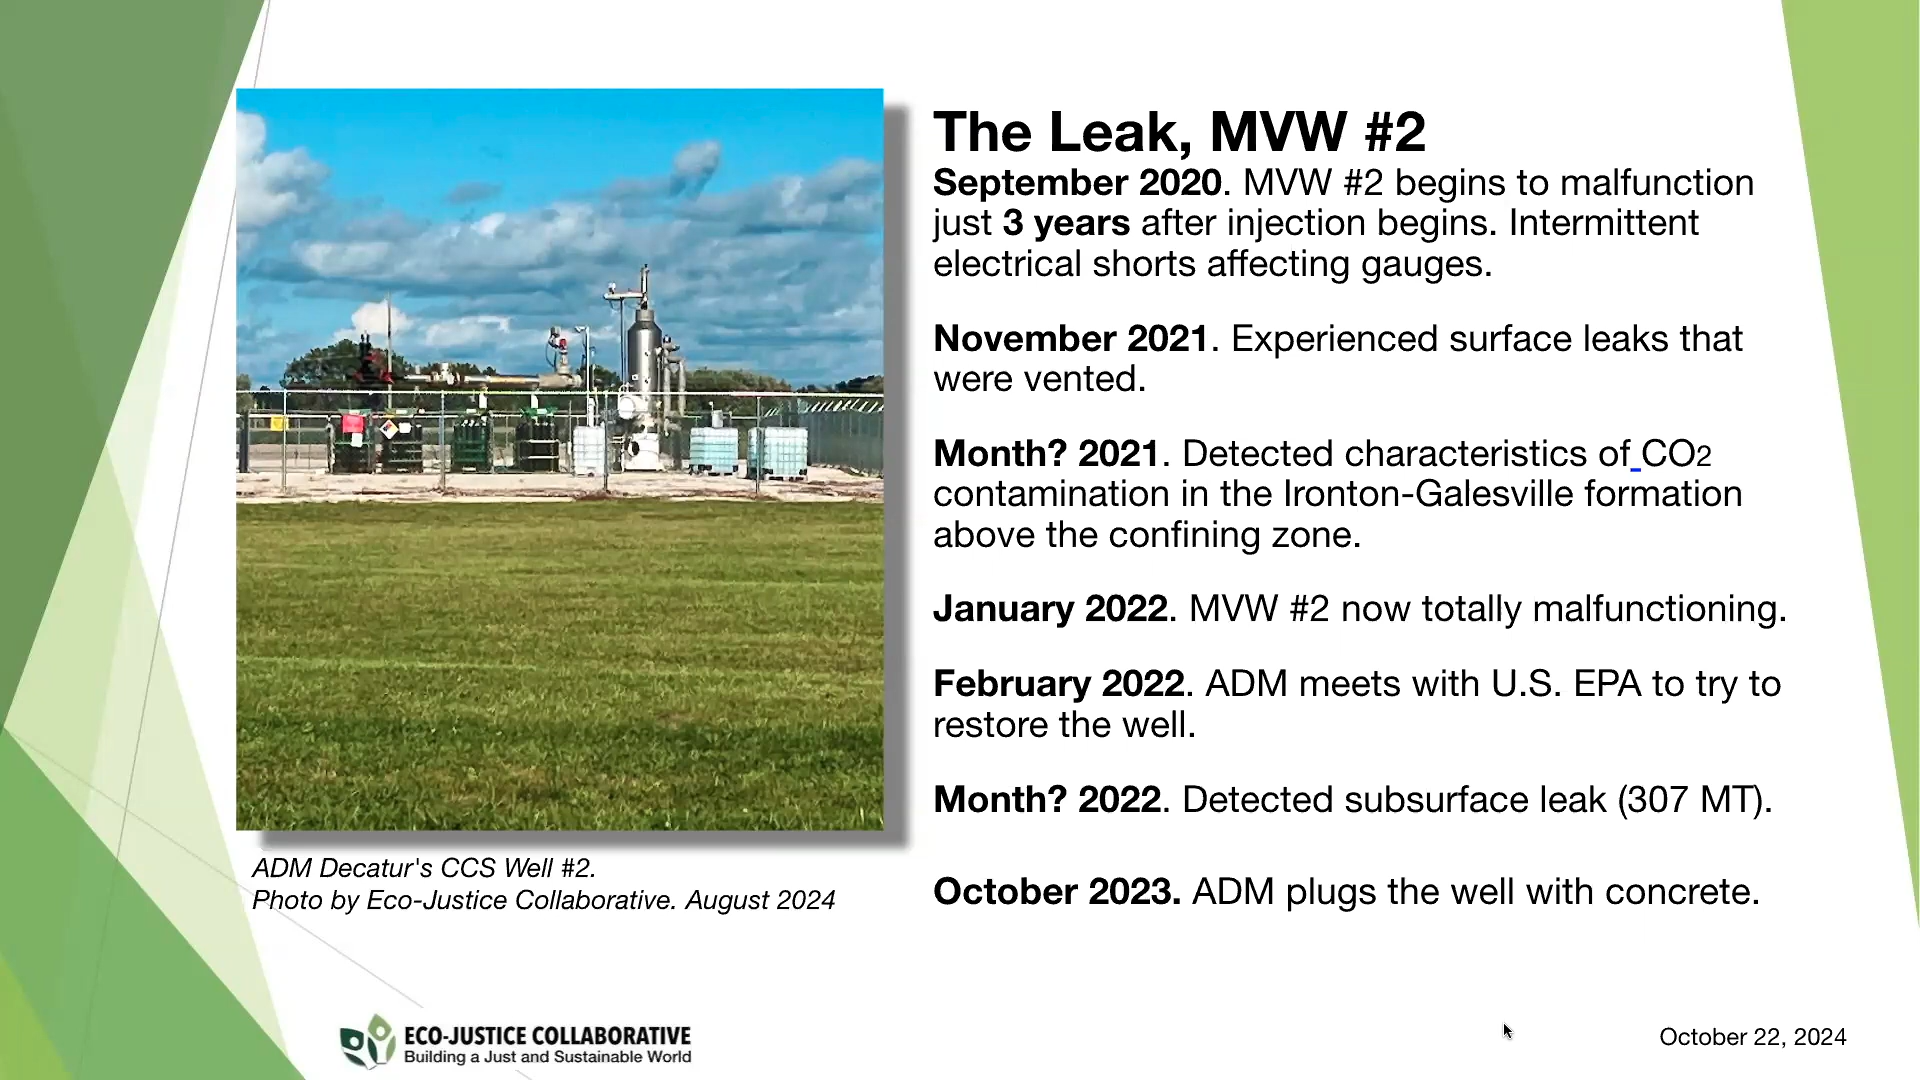 The Leak, MVW #2
September 2020. MVW #2 begins to malfunction
just 3 years after injection begins. Intermittent
electrical shorts affecting gauges.
November 2021. Experienced surface leaks that
were vented.
Month? 2021. Detected characteristics of CO2
contamination in the Ironton-Galesville formation
above the confining zone.
January 2022. MVW #2 now totally malfunctioning.
February 2022. ADM meets with U.S. EPA to try to
restore the well.
Month? 2022. Detected subsurface leak (307 MT).
October 2023. ADM plugs the well with concrete.
ADM Decatur's CCS Well #2.
Photo by Eco-Justice Collaborative. August 2024
ECO-JUSTICE COLLABORATIVE
Building a Just and Sustainable World
October 22, 2024